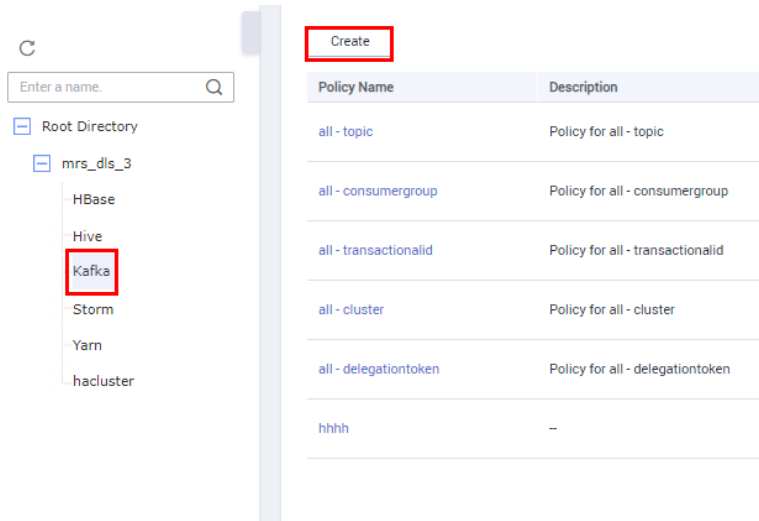 Enter a name.
Root Directory
mrs_dls_3
HBase
Hive
Kafka
Storm
Yarn
hacluster
Create
Policy Name Description
all - topic Policy for all - topic
all - consumergroup Policy for all - consumergroup
all - transactionalid Policy for all - transactionalid
all - cluster Policy for all - cluster
all - delegationtoken Policy for all - delegationtoken
hhhh --